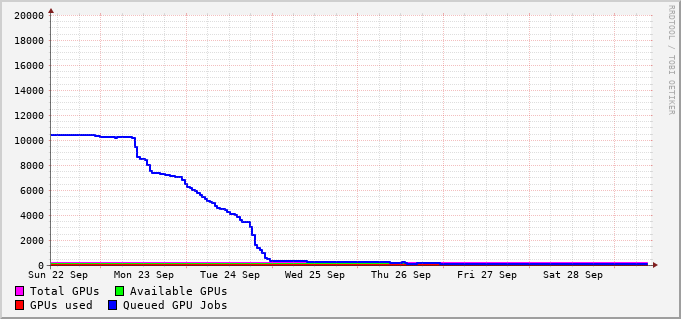 20000
18000
16000
14000
12000
10000
8000
6000
4000
2000
0
Sun 22 Sep Mon 23 Sep Tue 24 Sep Wed 25 Sep Thu 26 Sep Fri 27 Sep Sat 28 Sep
Total GPUs Available GPUs
GPUs used Queued GPU Jobs
RRDTOOL / TOBI OETIKER